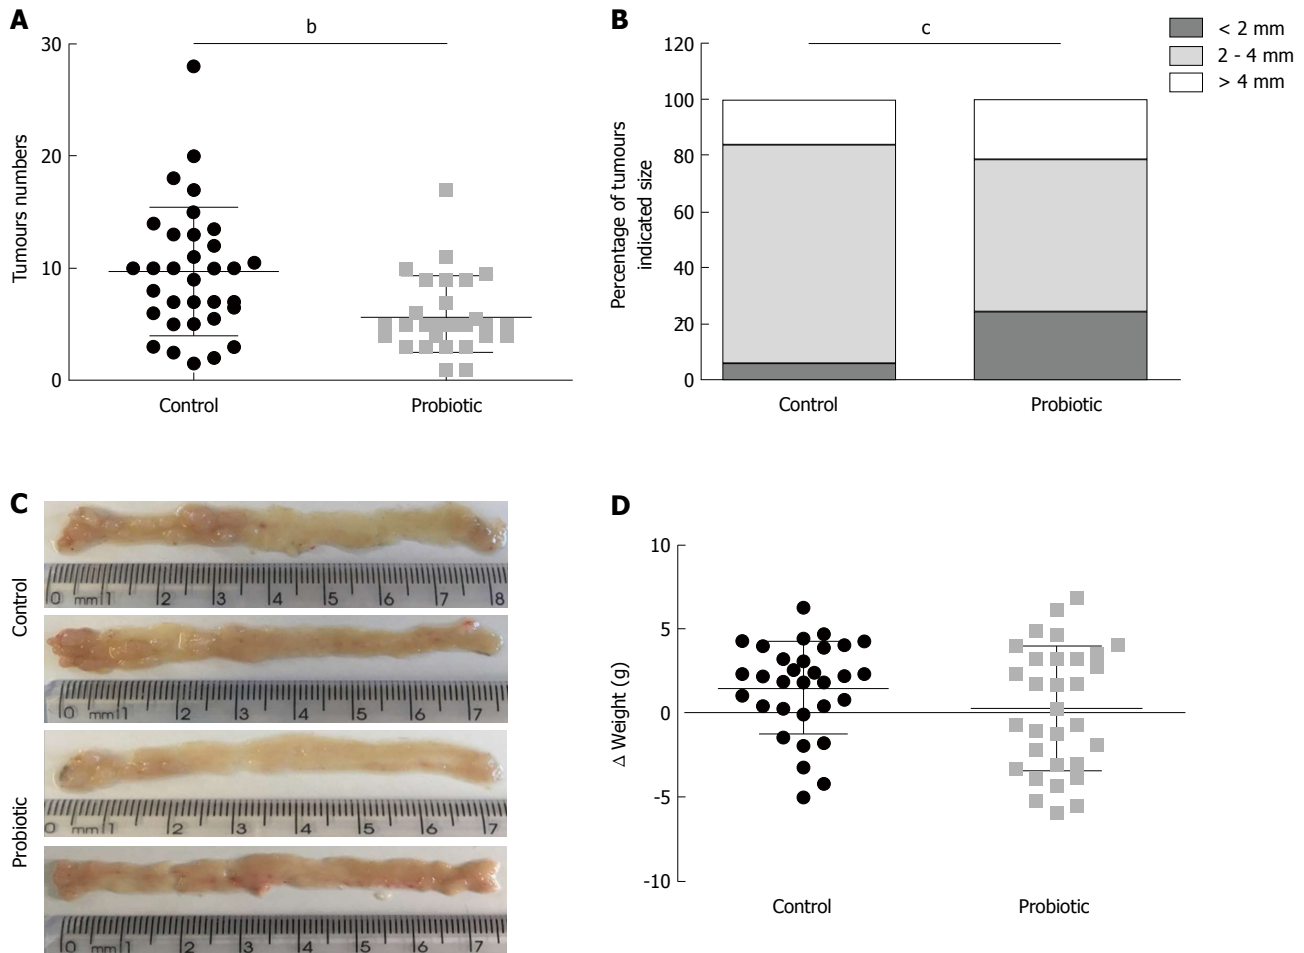 A
b
30
20
10
0
Tumours numbers
Control
Probiotic
B
c
< 2 mm
2 - 4 mm
> 4 mm
120
100
80
60
40
20
0
Percentage of tumours
indicated size
Control
Probiotic
C
Control
0 mm 1 2 3 4 5 6 7 8
0 mm 1 2 3 4 5 6 7
Probiotic
0 mm 1 2 3 4 5 6 7
0 mm 1 2 3 4 5 6 7
D
10
5
0
-5
-10
Δ Weight (g)
Control
Probiotic